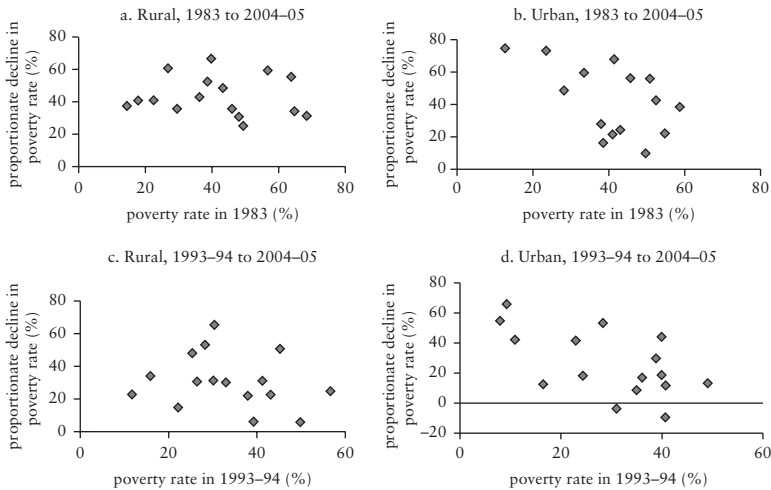 a. Rural, 1983 to 2004–05
proportionate decline in
poverty rate (%)
80
60
40
20
0
0 20 40 60 80
poverty rate in 1983 (%)
b. Urban, 1983 to 2004–05
proportionate decline in
poverty rate (%)
80
60
40
20
0
0 20 40 60 80
poverty rate in 1983 (%)
c. Rural, 1993–94 to 2004–05
proportionate decline in
poverty rate (%)
80
60
40
20
0
0 20 40 60
poverty rate in 1993–94 (%)
d. Urban, 1993–94 to 2004–05
proportionate decline in
poverty rate (%)
80
60
40
20
0
–20
0 20 40 60
poverty rate in 1993–94 (%)